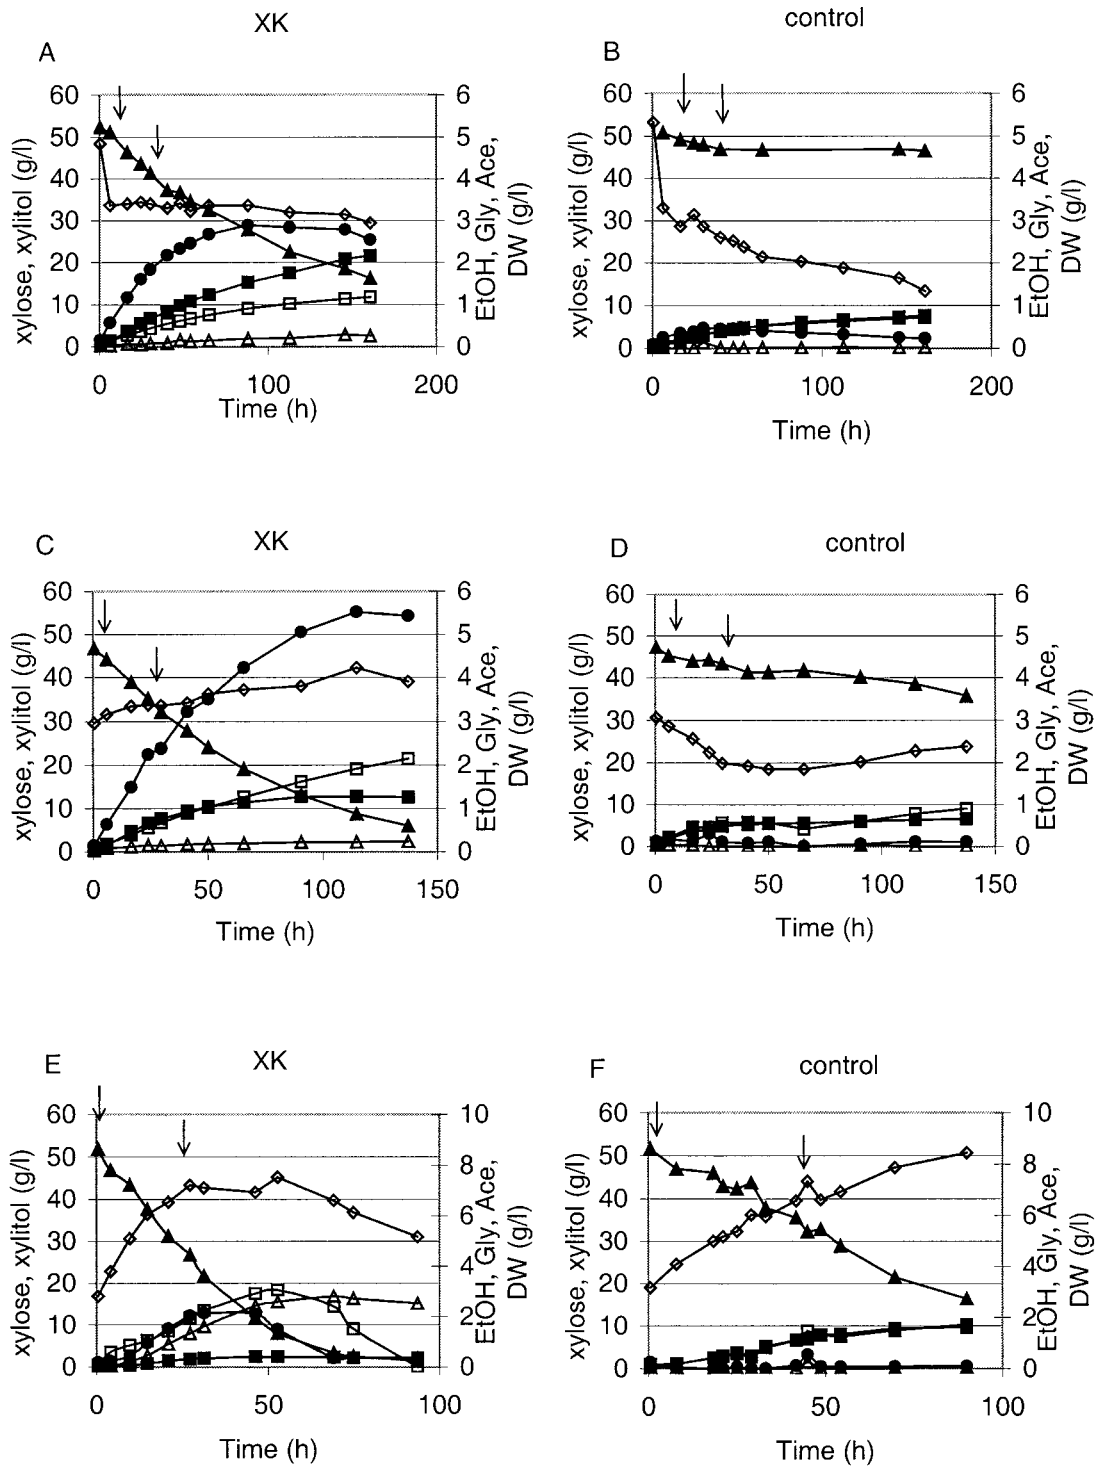 XK
control
A
B
60
50
40
30
20
10
0
6
5
4
3
2
1
0
0
100
200
Time (h)
xylose, xylitol (g/l)
EtOH, Gly, Ace,
DW (g/l)
60
50
40
30
20
10
0
6
5
4
3
2
1
0
0
100
200
Time (h)
xylose, xylitol (g/l)
EtOH, Gly, Ace,
DW (g/l)
C
XK
D
control
60
50
40
30
20
10
0
6
5
4
3
2
1
0
0
50
100
150
Time (h)
xylose, xylitol (g/l)
EtOH, Gly, Ace,
DW (g/l)
60
50
40
30
20
10
0
6
5
4
3
2
1
0
0
50
100
150
Time (h)
xylose, xylitol (g/l)
EtOH, Gly, Ace,
DW (g/l)
E
XK
F
control
60
50
40
30
20
10
0
10
8
6
4
2
0
0
50
100
Time (h)
xylose, xylitol (g/l)
EtOH, Gly, Ace,
DW (g/l)
60
50
40
30
20
10
0
10
8
6
4
2
0
0
50
100
Time (h)
xylose, xylitol (g/l)
EtOH, Gly, Ace,
DW (g/l)